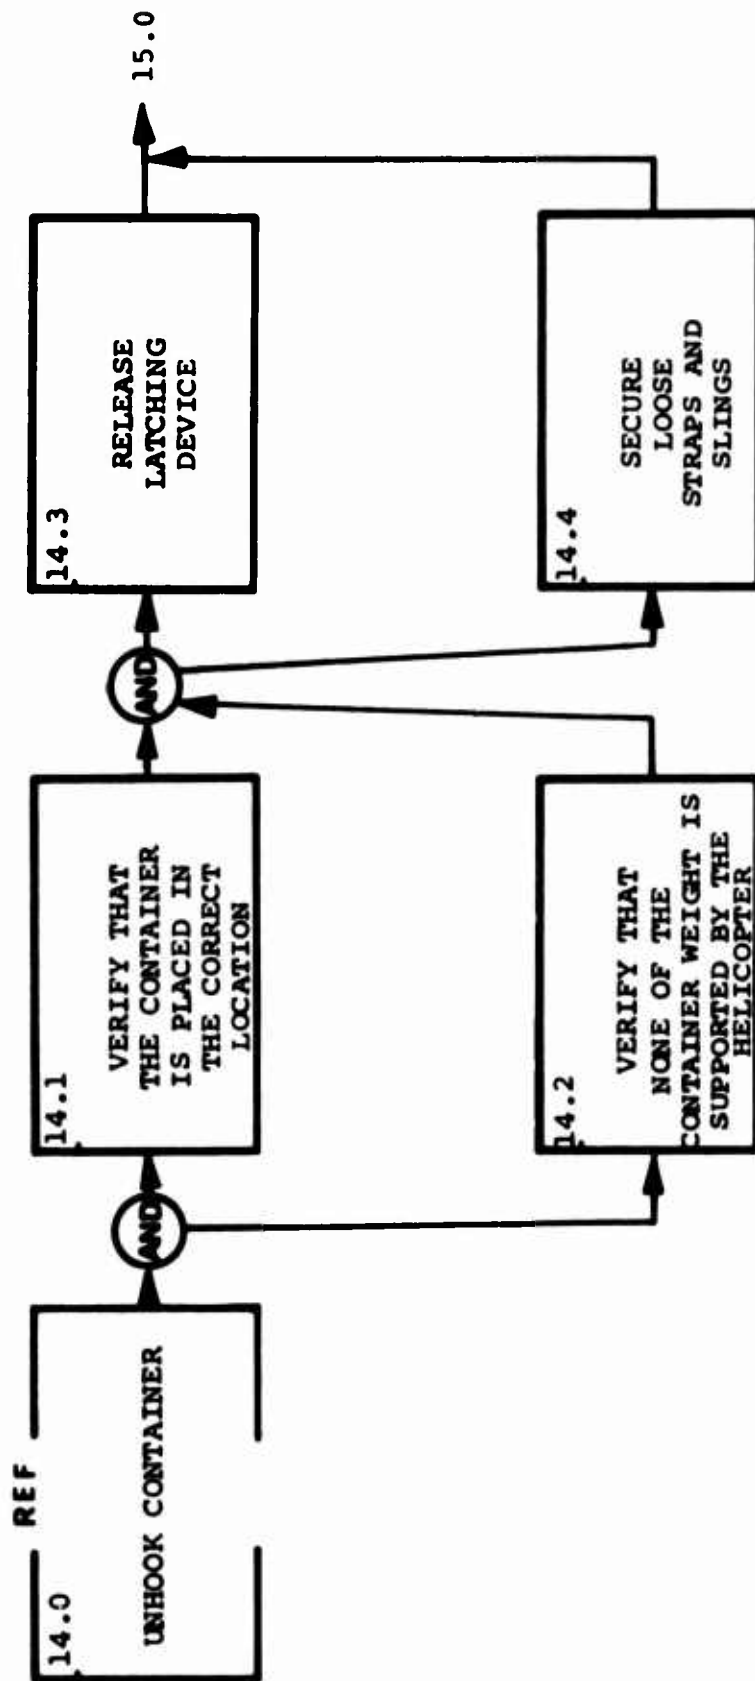 REF
14.0
UNHOOK CONTAINER
AND
14.1
VERIFY THAT
THE CONTAINER
IS PLACED IN
THE CORRECT
LOCATION
14.2
VERIFY THAT
NONE OF THE
CONTAINER WEIGHT IS
SUPPORTED BY THE
HELICOPTER
AND
14.3
RELEASE
LATCHING
DEVICE
14.4
SECURE
LOOSE
STRAPS AND
SLINGS
15.0